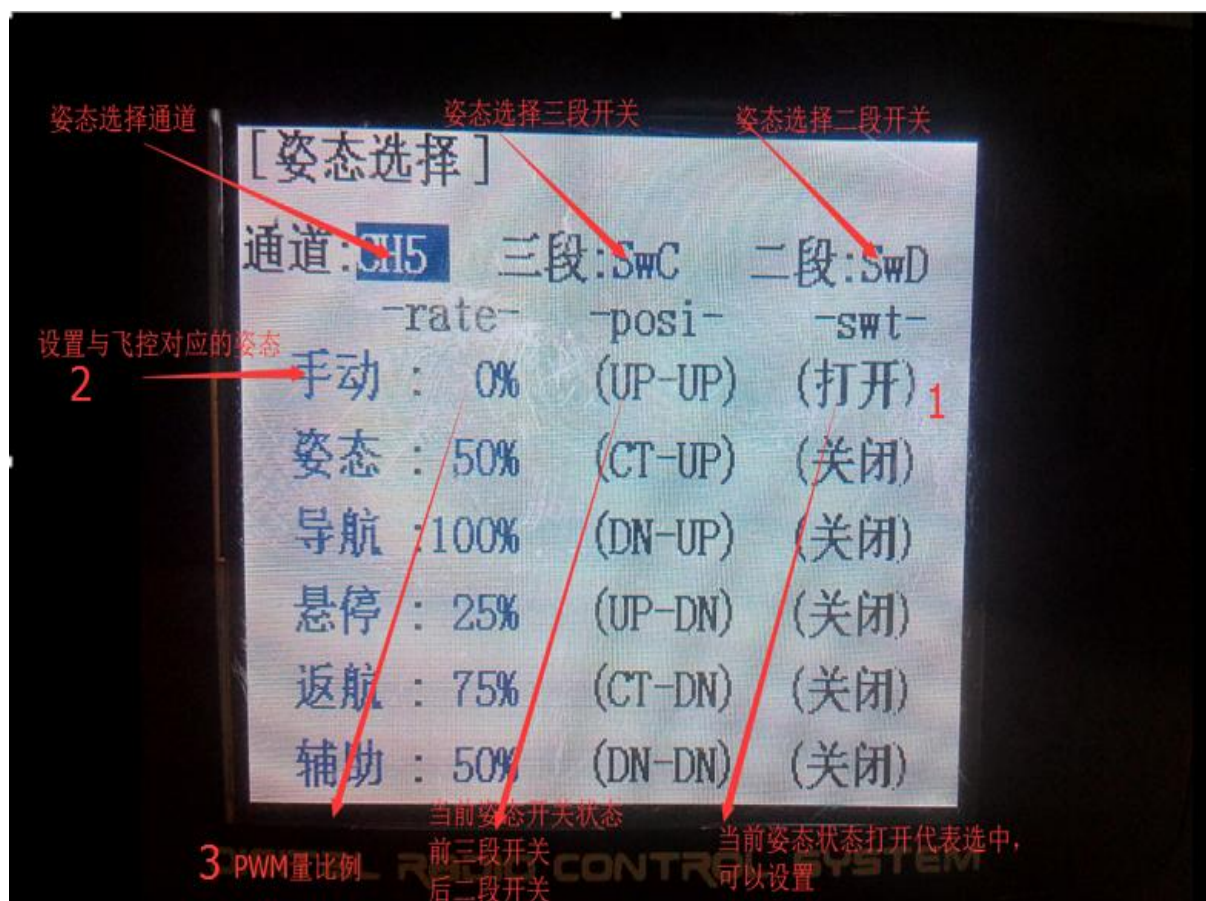 姿态选择通道
姿态选择三段开关
姿态选择二段开关
[姿态选择]
通道:CH5 三段:SwC 二段:SwD
-rate- -posi- -swt-
设置与飞控对应的姿态
2
手动 : 0% (UP-UP) (打开) 1
姿态 : 50% (CT-UP) (关闭)
导航 :100% (DN-UP) (关闭)
悬停 : 25% (UP-DN) (关闭)
返航 : 75% (CT-DN) (关闭)
辅助 : 50% (DN-DN) (关闭)
当前姿态开关状态
前三段开关
后二段开关
当前姿态状态打开代表选中，
可以设置
3 PWM量比例
CONTROL SYSTEM